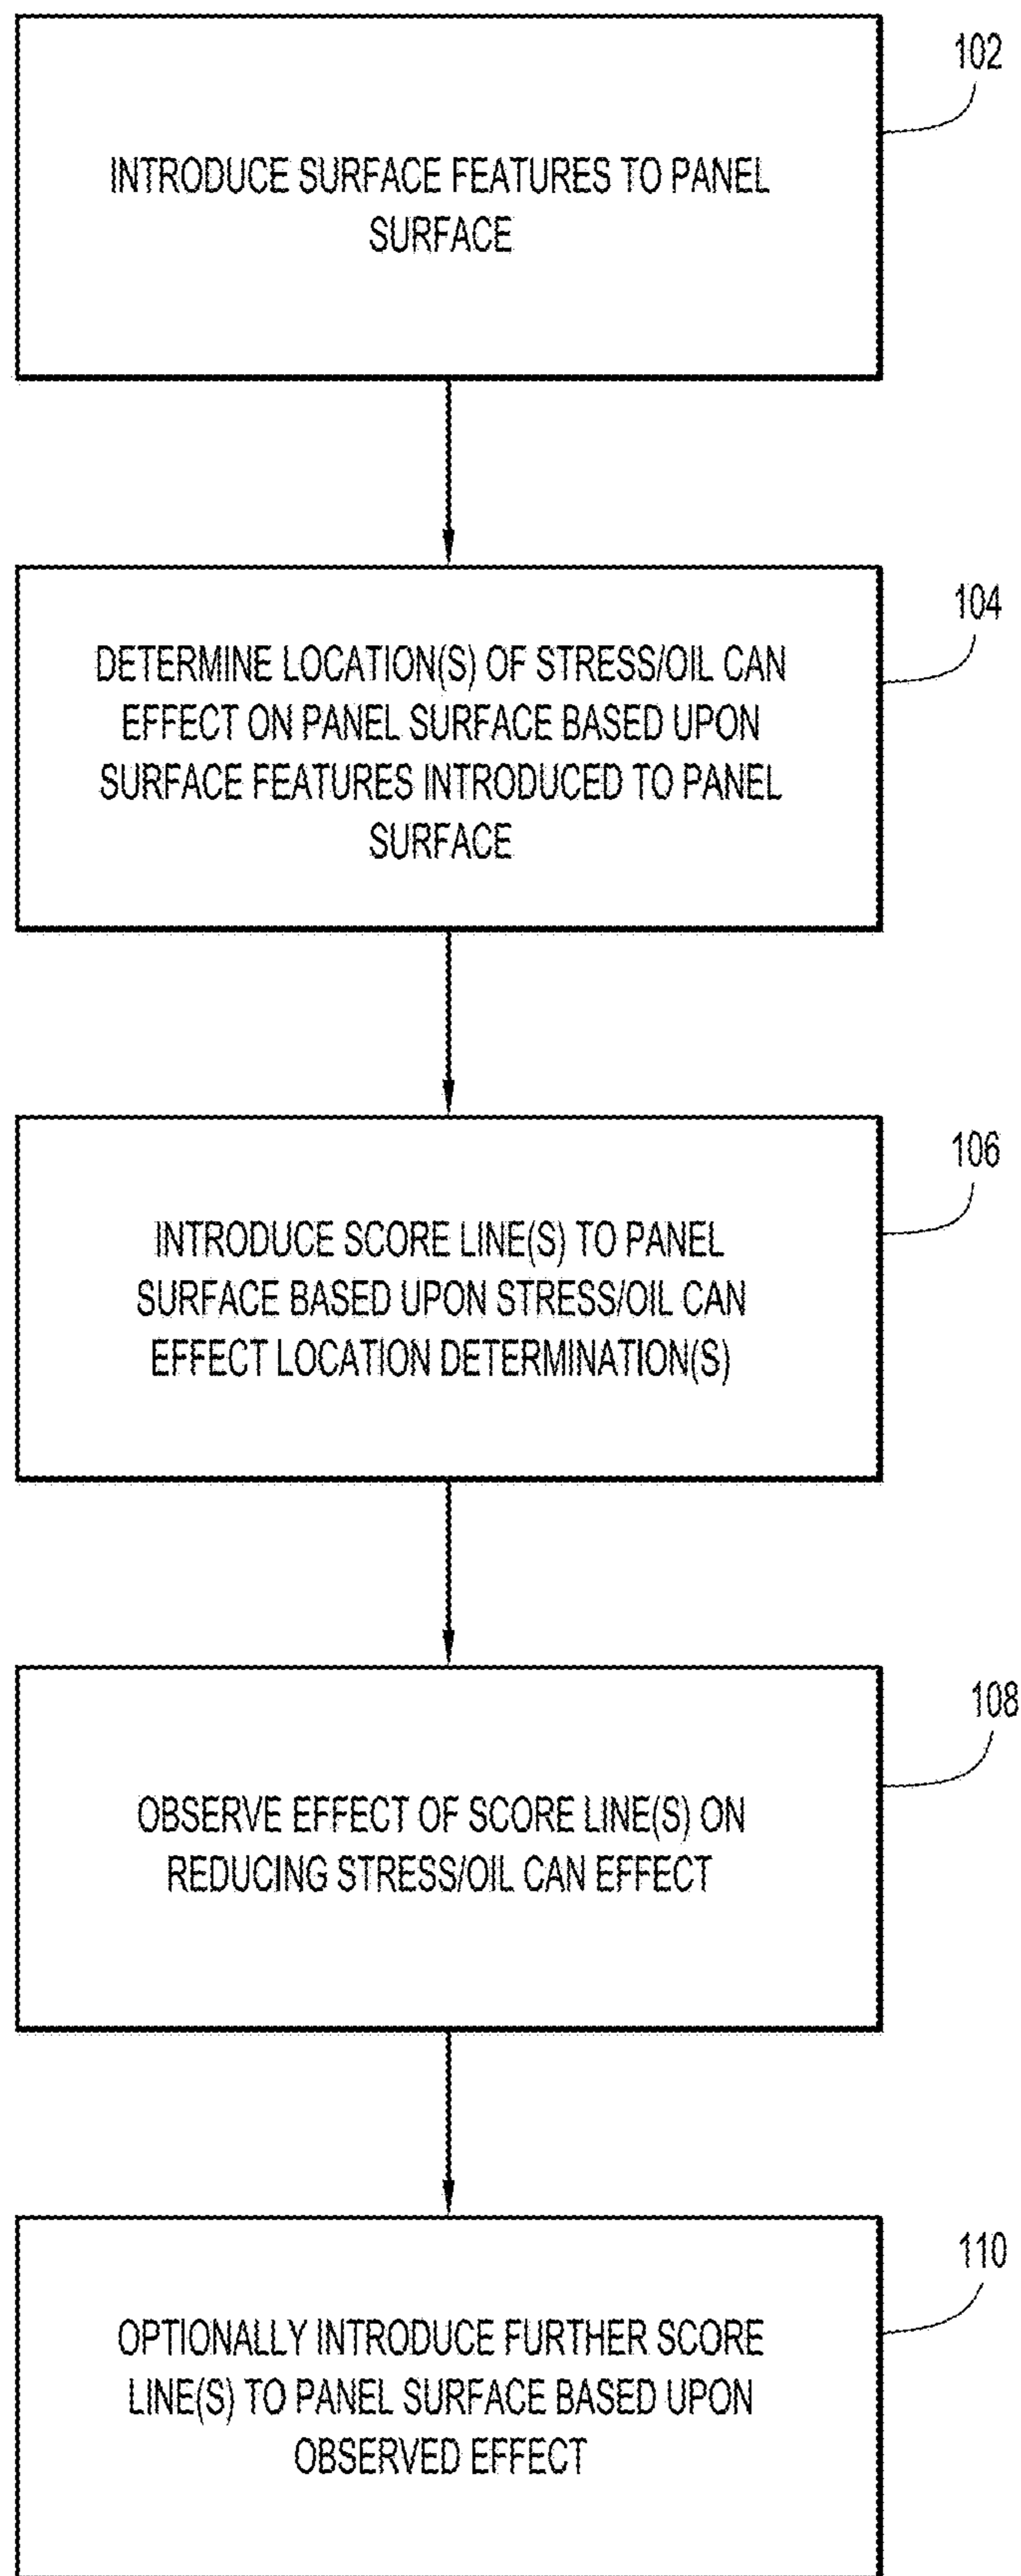 102
INTRODUCE SURFACE FEATURES TO PANEL
SURFACE
104
DETERMINE LOCATION(S) OF STRESS/OIL CAN
EFFECT ON PANEL SURFACE BASED UPON
SURFACE FEATURES INTRODUCED TO PANEL
SURFACE
106
INTRODUCE SCORE LINE(S) TO PANEL
SURFACE BASED UPON STRESS/OIL CAN
EFFECT LOCATION DETERMINATION(S)
108
OBSERVE EFFECT OF SCORE LINE(S) ON
REDUCING STRESS/OIL CAN EFFECT
110
OPTIONALLY INTRODUCE FURTHER SCORE
LINE(S) TO PANEL SURFACE BASED UPON
OBSERVED EFFECT